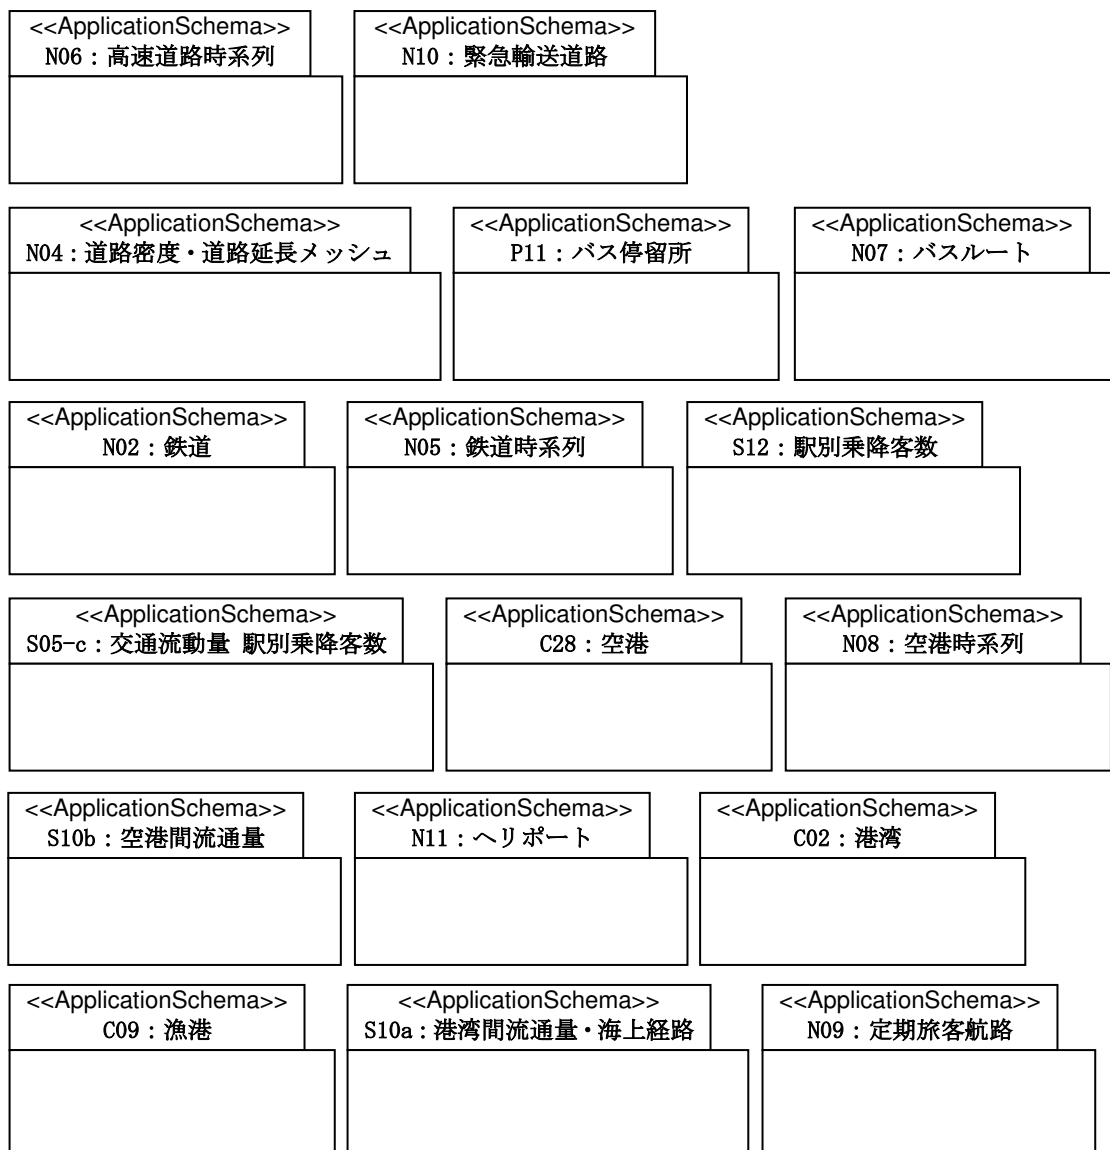 <<ApplicationSchema>>
N06：高速道路時系列
<<ApplicationSchema>>
N10：緊急輸送道路
<<ApplicationSchema>>
N04：道路密度・道路延長メッシュ
<<ApplicationSchema>>
P11：バス停留所
<<ApplicationSchema>>
N07：バスルート
<<ApplicationSchema>>
N02：鉄道
<<ApplicationSchema>>
N05：鉄道時系列
<<ApplicationSchema>>
S12：駅別乗降客数
<<ApplicationSchema>>
S05-c：交通流動量 駅別乗降客数
<<ApplicationSchema>>
C28：空港
<<ApplicationSchema>>
N08：空港時系列
<<ApplicationSchema>>
S10b：空港間流通量
<<ApplicationSchema>>
N11：ヘリポート
<<ApplicationSchema>>
C02：港湾
<<ApplicationSchema>>
C09：漁港
<<ApplicationSchema>>
S10a：港湾間流通量・海上経路
<<ApplicationSchema>>
N09：定期旅客航路